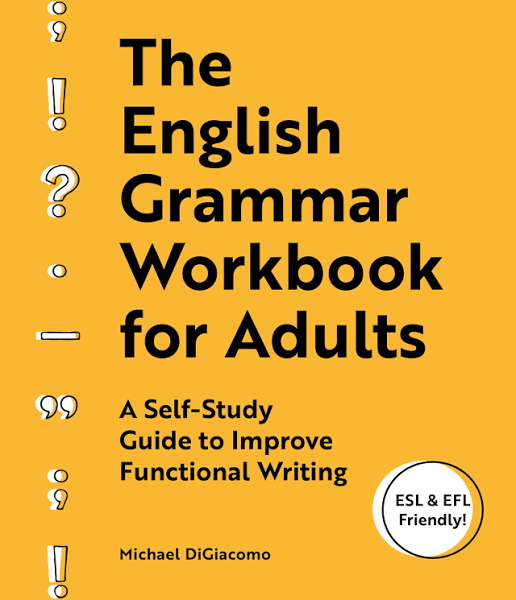 The
English
Grammar
Workbook
for Adults
A Self-Study
Guide to Improve
Functional Writing
ESL & EFL
Friendly!
Michael DiGiacomo